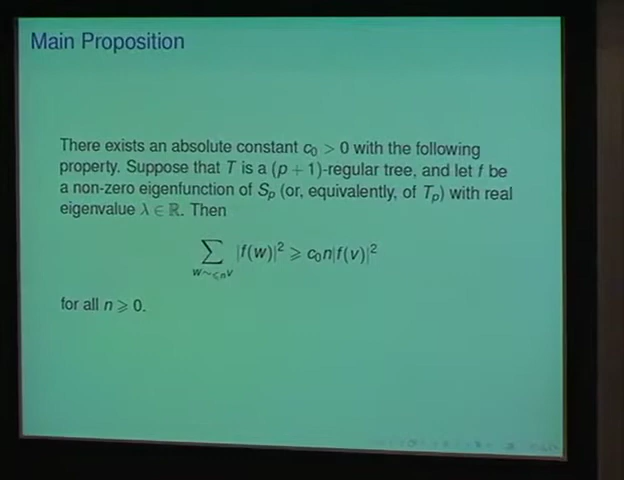 Main Proposition
There exists an absolute constant c₀ > 0 with the following
property. Suppose that T is a (p + 1)-regular tree, and let f be
a non-zero eigenfunction of Sₚ (or, equivalently, of Tₚ) with real
eigenvalue λ ∈ ℝ. Then
∑ |f(w)|² ⩾ c₀n|f(v)|²
w∼⩽ₙv
for all n ⩾ 0.